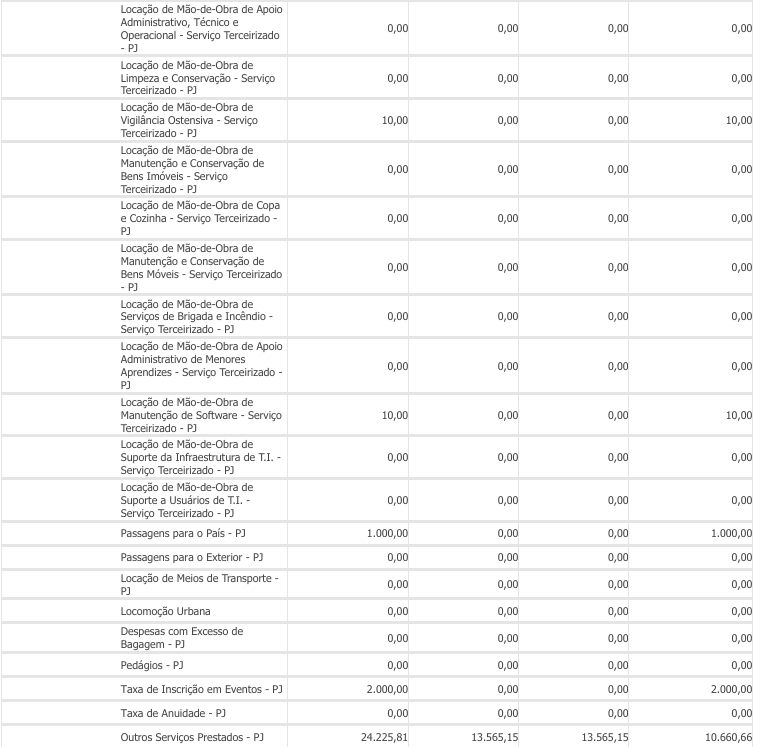 Locação de Mão-de-Obra de Apoio
Administrativo, Técnico e
Operacional - Serviço Terceirizado
- PJ
0,00 0,00 0,00 0,00
Locação de Mão-de-Obra de
Limpeza e Conservação - Serviço
Terceirizado - PJ
0,00 0,00 0,00 0,00
Locação de Mão-de-Obra de
Vigilância Ostensiva - Serviço
Terceirizado - PJ
10,00 0,00 0,00 10,00
Locação de Mão-de-Obra de
Manutenção e Conservação de
Bens Imóveis - Serviço
Terceirizado - PJ
0,00 0,00 0,00 0,00
Locação de Mão-de-Obra de Copa
e Cozinha - Serviço Terceirizado -
PJ
0,00 0,00 0,00 0,00
Locação de Mão-de-Obra de
Manutenção e Conservação de
Bens Móveis - Serviço Terceirizado
- PJ
0,00 0,00 0,00 0,00
Locação de Mão-de-Obra de
Serviços de Brigada e Incêndio -
Serviço Terceirizado - PJ
0,00 0,00 0,00 0,00
Locação de Mão-de-Obra de Apoio
Administrativo de Menores
Aprendizes - Serviço Terceirizado -
PJ
0,00 0,00 0,00 0,00
Locação de Mão-de-Obra de
Manutenção de Software - Serviço
Terceirizado - PJ
10,00 0,00 0,00 10,00
Locação de Mão-de-Obra de
Suporte da Infraestrutura de T.I. -
Serviço Terceirizado - PJ
0,00 0,00 0,00 0,00
Locação de Mão-de-Obra de
Suporte a Usuários de T.I. -
Serviço Terceirizado - PJ
0,00 0,00 0,00 0,00
Passagens para o País - PJ 1.000,00 0,00 0,00 1.000,00
Passagens para o Exterior - PJ 0,00 0,00 0,00 0,00
Locação de Meios de Transporte -
PJ
0,00 0,00 0,00 0,00
Locomoção Urbana 0,00 0,00 0,00 0,00
Despesas com Excesso de
Bagagem - PJ
0,00 0,00 0,00 0,00
Pedágios - PJ 0,00 0,00 0,00 0,00
Taxa de Inscrição em Eventos - PJ 2.000,00 0,00 0,00 2.000,00
Taxa de Anuidade - PJ 0,00 0,00 0,00 0,00
Outros Serviços Prestados - PJ 24.225,81 13.565,15 13.565,15 10.660,66